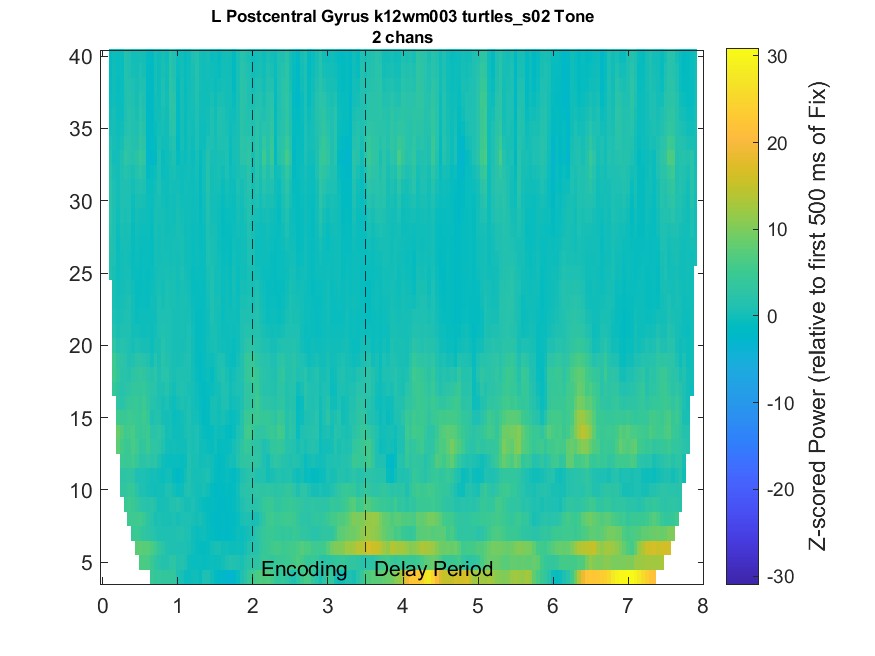 L Postcentral Gyrus k12wm003 turtles_s02 Tone
2 chans
40
35
30
25
20
15
10
5
Encoding
Delay Period
0 1 2 3 4 5 6 7 8
30
20
10
0
-10
-20
-30
Z-scored Power (relative to first 500 ms of Fix)